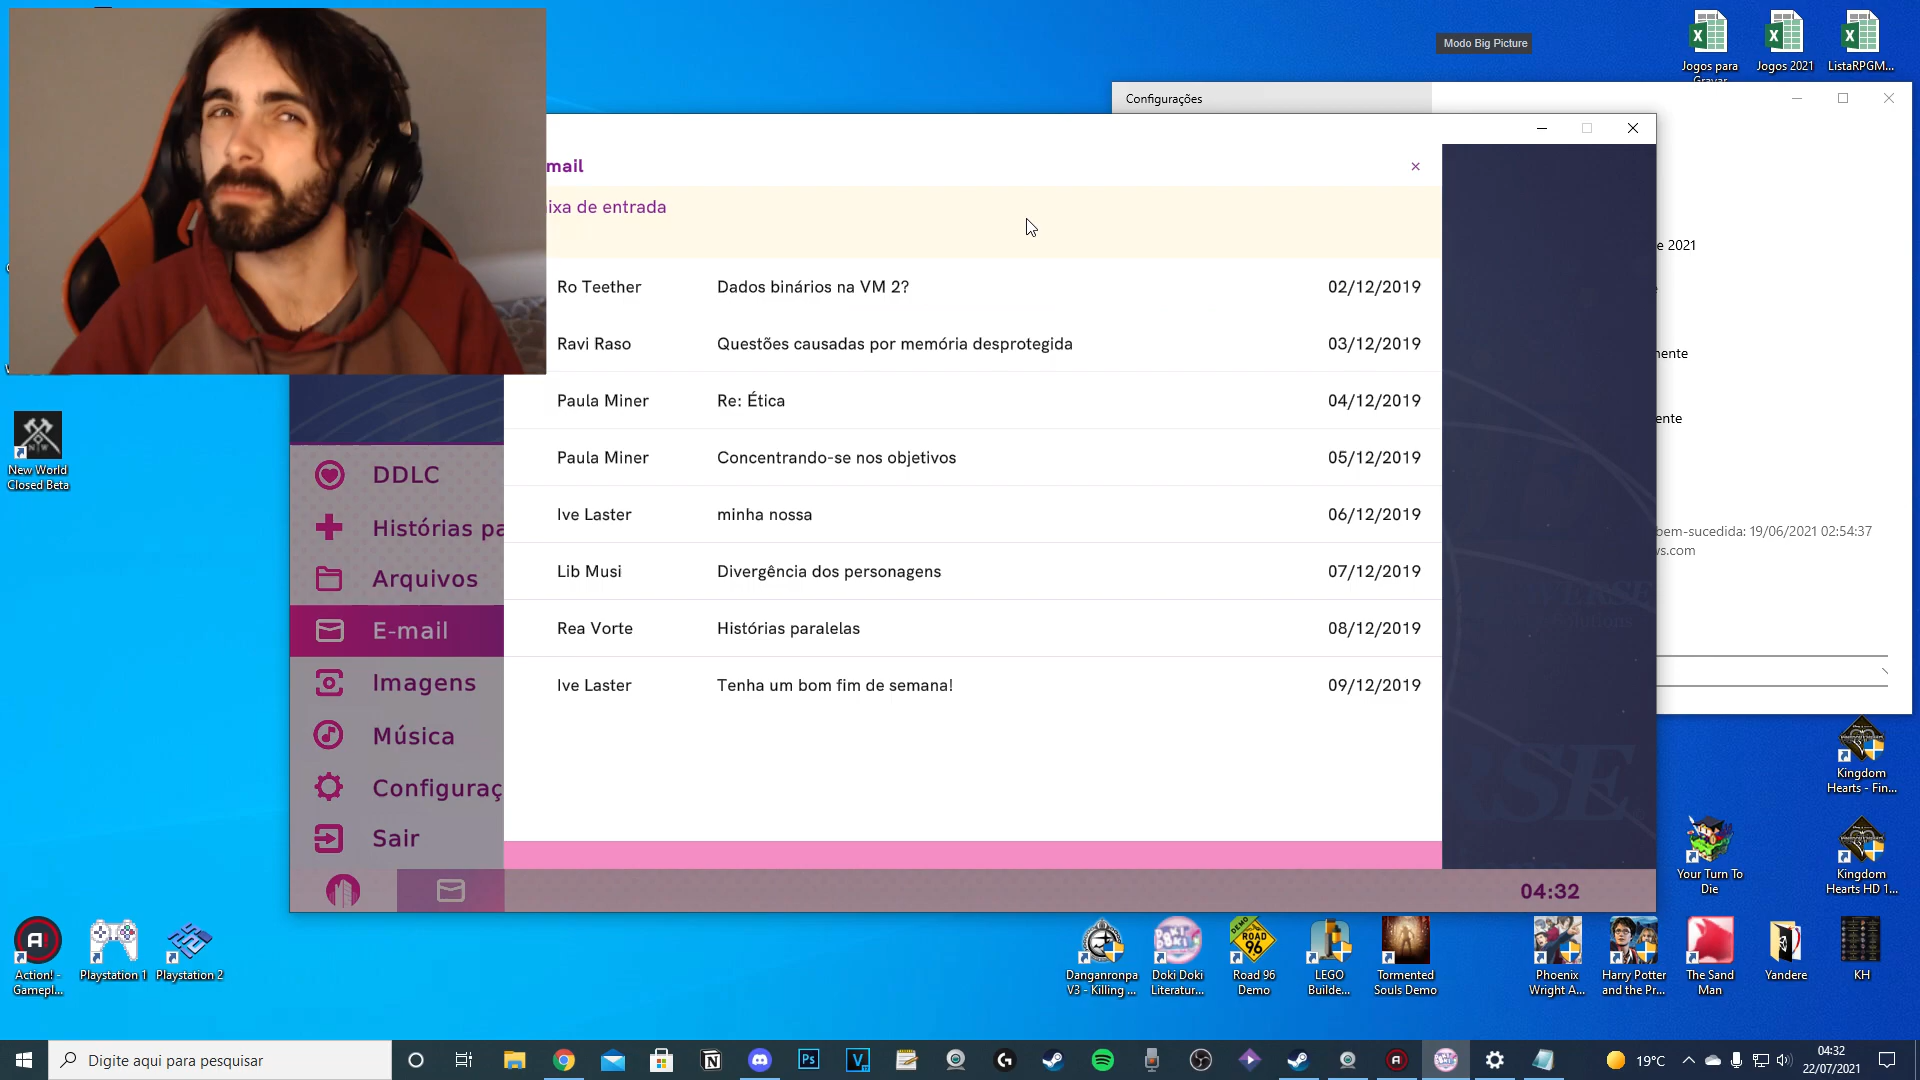 Modo Big Picture
Jogos para
Gravar
Jogos 2021
ListaRPGM...
Configurações
mail
ixa de entrada
Ro Teether Dados binários na VM 2? 02/12/2019
Ravi Raso Questões causadas por memória desprotegida 03/12/2019
Paula Miner Re: Ética 04/12/2019
Paula Miner Concentrando-se nos objetivos 05/12/2019
Ive Laster minha nossa 06/12/2019
Lib Musi Divergência dos personagens 07/12/2019
Rea Vorte Histórias paralelas 08/12/2019
Ive Laster Tenha um bom fim de semana! 09/12/2019
e 2021
mente
ente
bem-sucedida: 19/06/2021 02:54:37
ws.com
New World
Closed Beta
DDLC
Histórias pa
Arquivos
E-mail
Imagens
Música
Configuraç
Sair
04:32
Kingdom
Hearts - Fin...
Your Turn To
Die
Kingdom
Hearts HD 1...
Action! -
Gamepl...
Playstation 1
Playstation 2
Danganronpa
V3 - Killing ...
Doki Doki
Literatur...
ROAD
96
Road 96
Demo
LEGO
Builde...
Tormented
Souls Demo
Phoenix
Wright A...
Harry Potter
and the Pr...
The Sand
Man
Yandere
KH
Digite aqui para pesquisar
19°C
04:32
22/07/2021